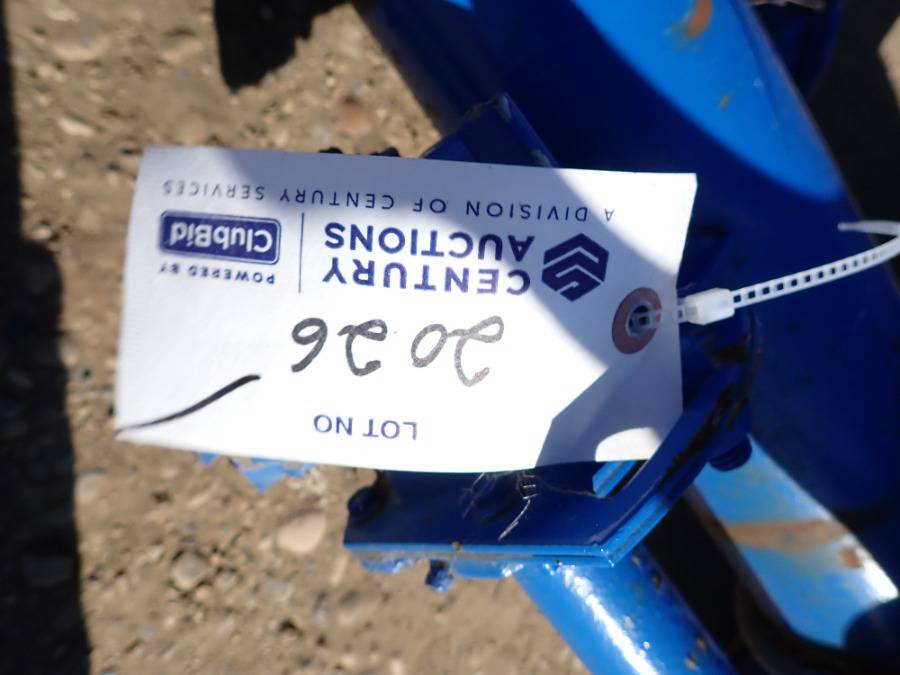 LOT NO
2026
CENTURY
AUCTIONS
POWERED BY
ClubBid
A DIVISION OF CENTURY SERVICES